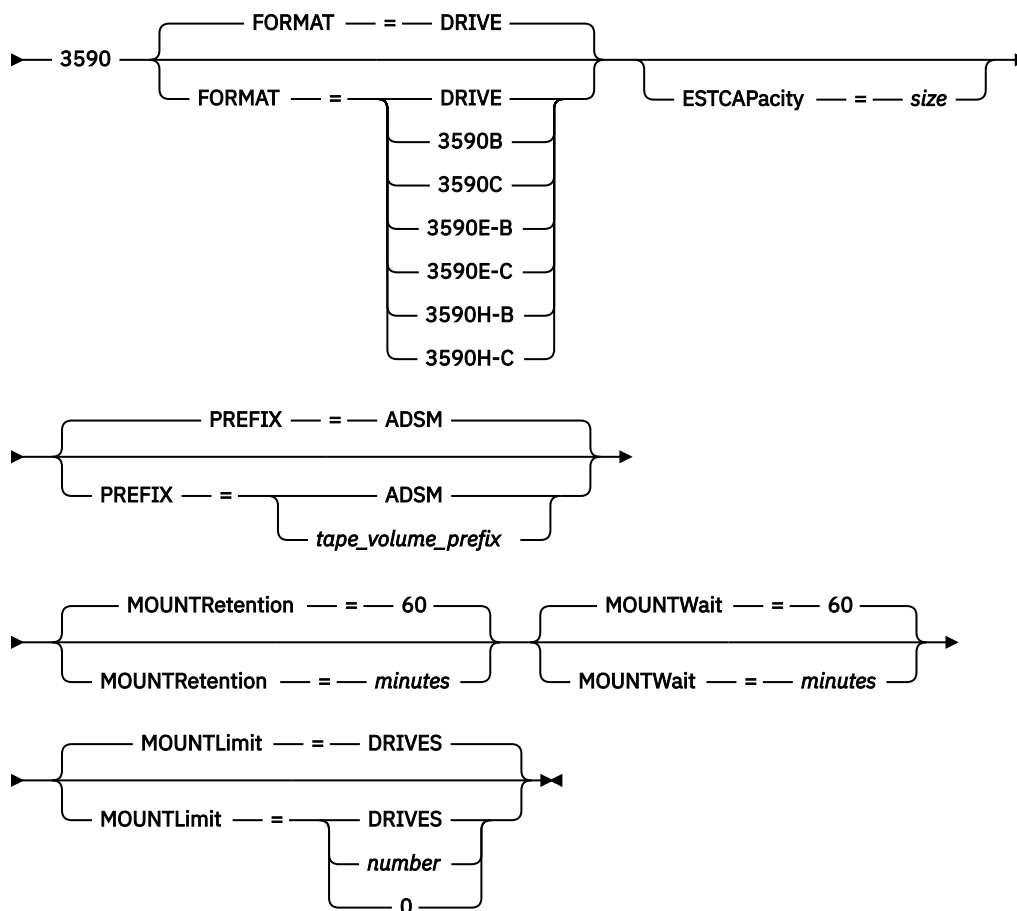 FORMAT = DRIVE
3590
FORMAT = DRIVE
ESTCAPacity = size
3590B
3590C
3590E-B
3590E-C
3590H-B
3590H-C
PREFIX = ADSM
PREFIX = ADSM
tape_volume_prefix
MOUNTRetention = 60 MOUNTWait = 60
MOUNTRetention = minutes MOUNTWait = minutes
MOUNTLimit = DRIVES
MOUNTLimit = DRIVES
number
0